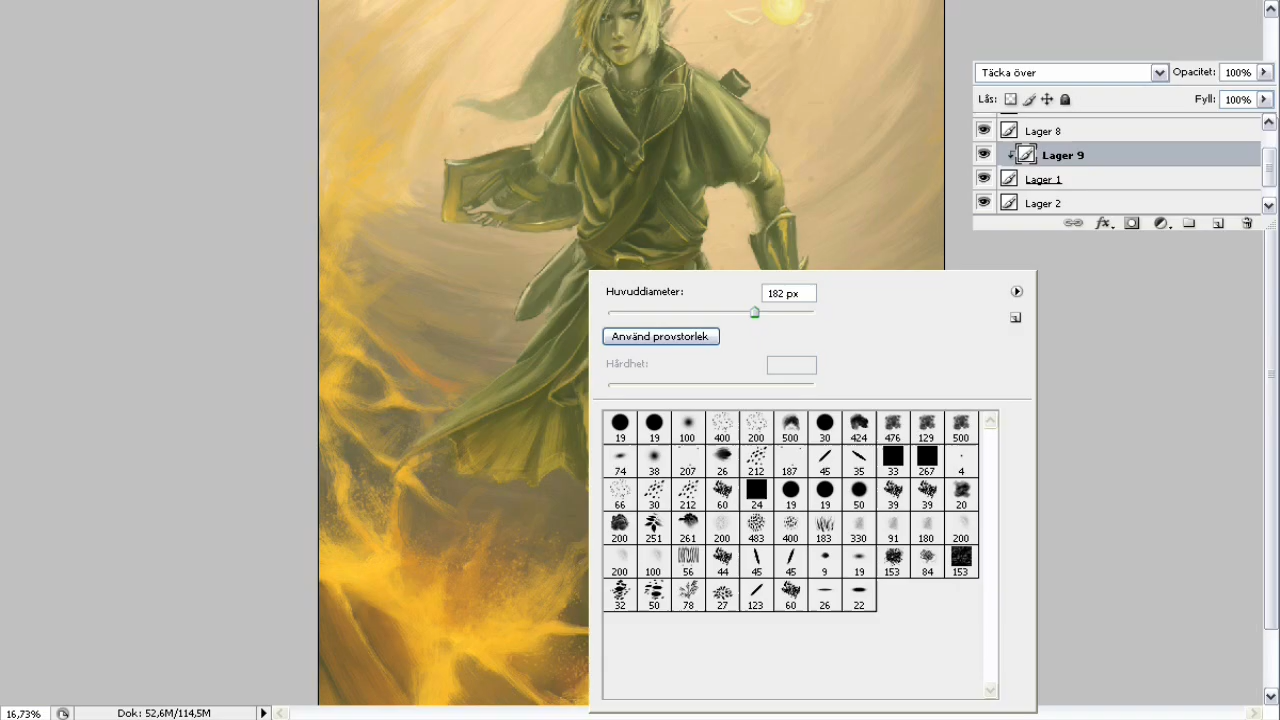 Täcka över
Opacitet: 100%
Lås:
Fyll: 100%
Lager 8
Lager 9
Lager 1
Lager 2
fx
Huvuddiameter: 182 px
Använd provstorlek
Hårdhet:
19 19 100 400 200 500 30 424 476 129 500
74 38 207 26 212 187 45 35 33 267 4
66 30 212 60 24 19 19 50 39 39 20
200 251 261 200 483 400 183 330 91 180 200
200 100 56 44 45 45 9 19 153 84 153
32 50 78 27 123 60 26 22
16,73% Dok: 52,6M/114,5M